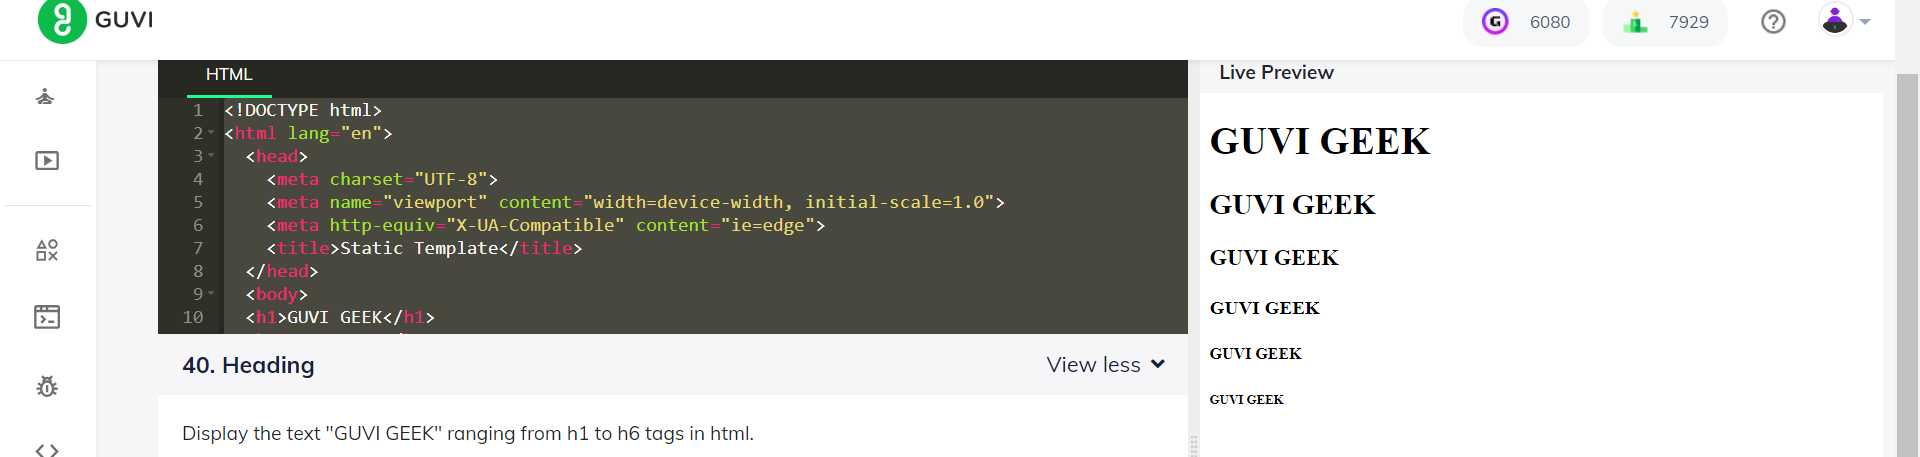 GUVI
6080
7929
HTML
1 <!DOCTYPE html>
2 <html lang="en">
3 <head>
4 <meta charset="UTF-8">
5 <meta name="viewport" content="width=device-width, initial-scale=1.0">
6 <meta http-equiv="X-UA-Compatible" content="ie=edge">
7 <title>Static Template</title>
8 </head>
9 <body>
10 <h1>GUVI GEEK</h1>
40. Heading
View less
Display the text "GUVI GEEK" ranging from h1 to h6 tags in html.
Live Preview
GUVI GEEK
GUVI GEEK
GUVI GEEK
GUVI GEEK
GUVI GEEK
GUVI GEEK